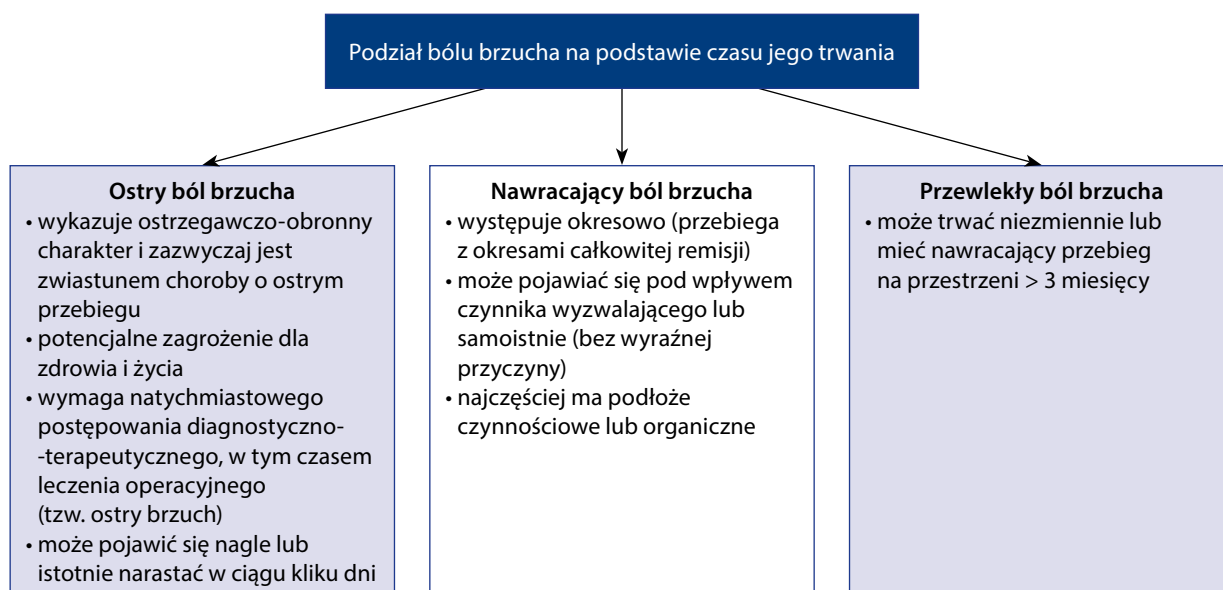 Podział bólu brzucha na podstawie czasu jego trwania
Ostry ból brzucha
• wykazuje ostrzegawczo-obronny
charakter i zazwyczaj jest
zwiastunem choroby o ostrym
przebiegu
• potencjalne zagrożenie dla
zdrowia i życia
• wymaga natychmiastowego
postępowania diagnostyczno-
-terapeutycznego, w tym czasem
leczenia operacyjnego
(tzw. ostry brzuch)
• może pojawić się nagle lub
istotnie narastać w ciągu kliku dni
Nawracający ból brzucha
• występuje okresowo (przebiega
z okresami całkowitej remisji)
• może pojawiać się pod wpływem
czynnika wyzwalającego lub
samoistnie (bez wyraźnej
przyczyny)
• najczęściej ma podłoże
czynnościowe lub organiczne
Przewlekły ból brzucha
• może trwać niezmiennie lub
mieć nawracający przebieg
na przestrzeni > 3 miesięcy